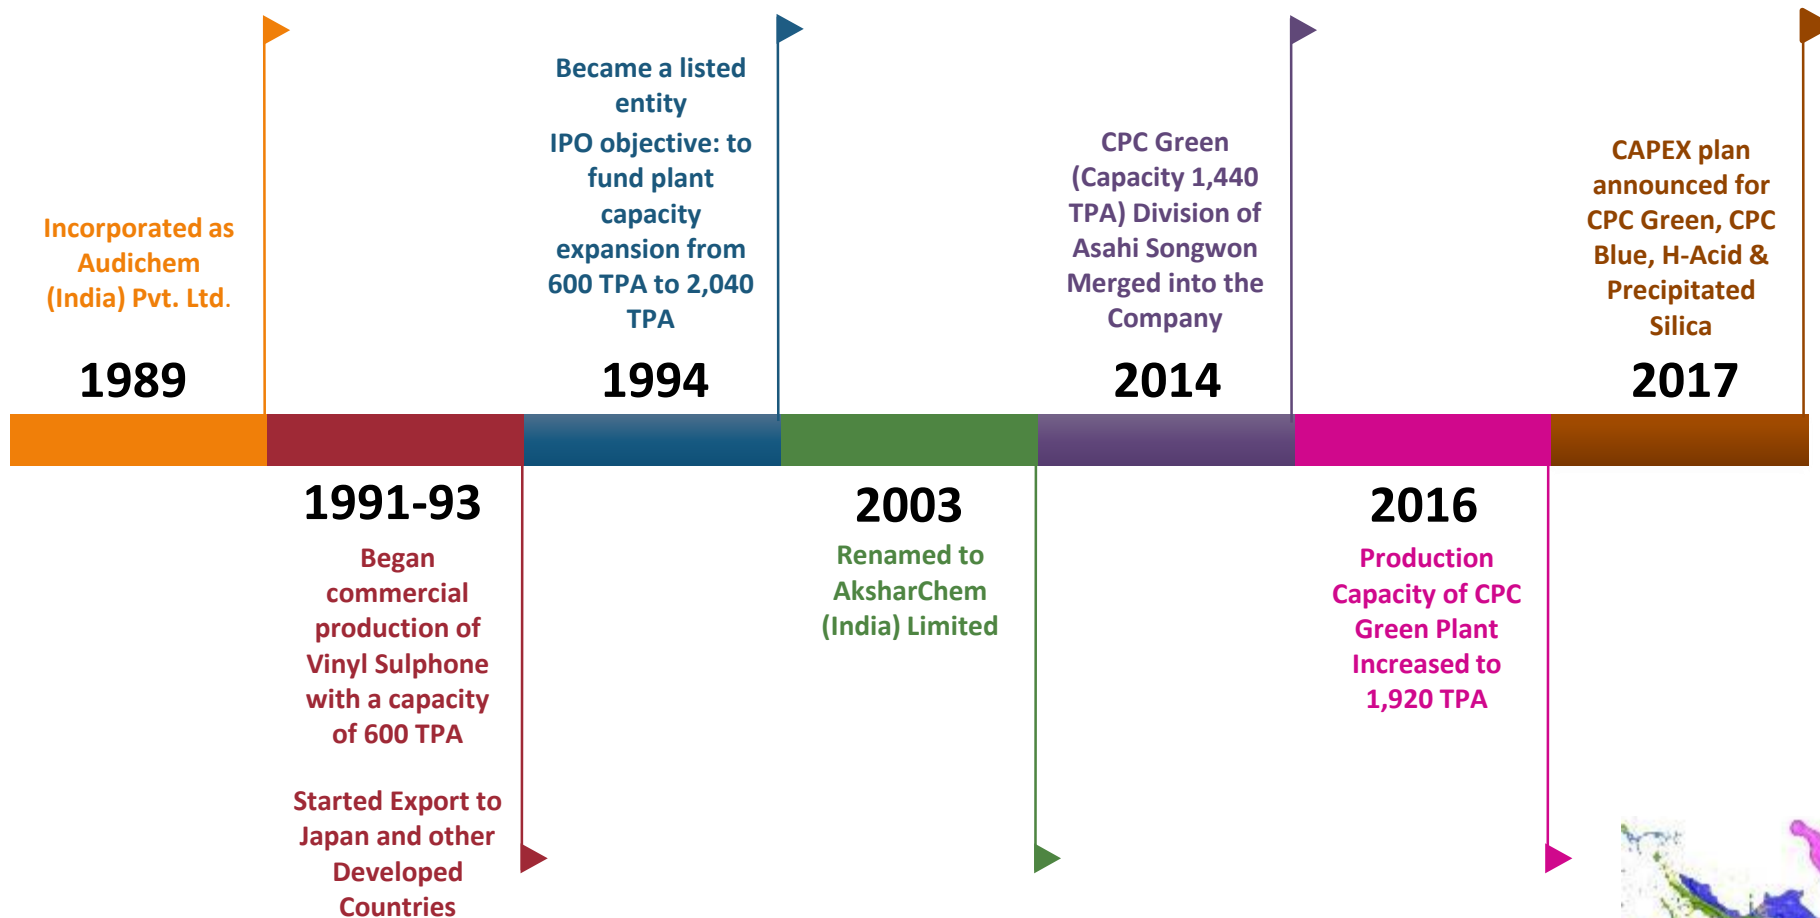 Incorporated as
Audichem
(India) Pvt. Ltd.
1989
1991-93
Began
commercial
production of
Vinyl Sulphone
with a capacity
of 600 TPA
Started Export to
Japan and other
Developed
Countries
Became a listed
entity
IPO objective: to
fund plant
capacity
expansion from
600 TPA to 2,040
TPA
1994
2003
Renamed to
AksharChem
(India) Limited
CPC Green
(Capacity 1,440
TPA) Division of
Asahi Songwon
Merged into the
Company
2014
2016
Production
Capacity of CPC
Green Plant
Increased to
1,920 TPA
CAPEX plan
announced for
CPC Green, CPC
Blue, H-Acid &
Precipitated
Silica
2017